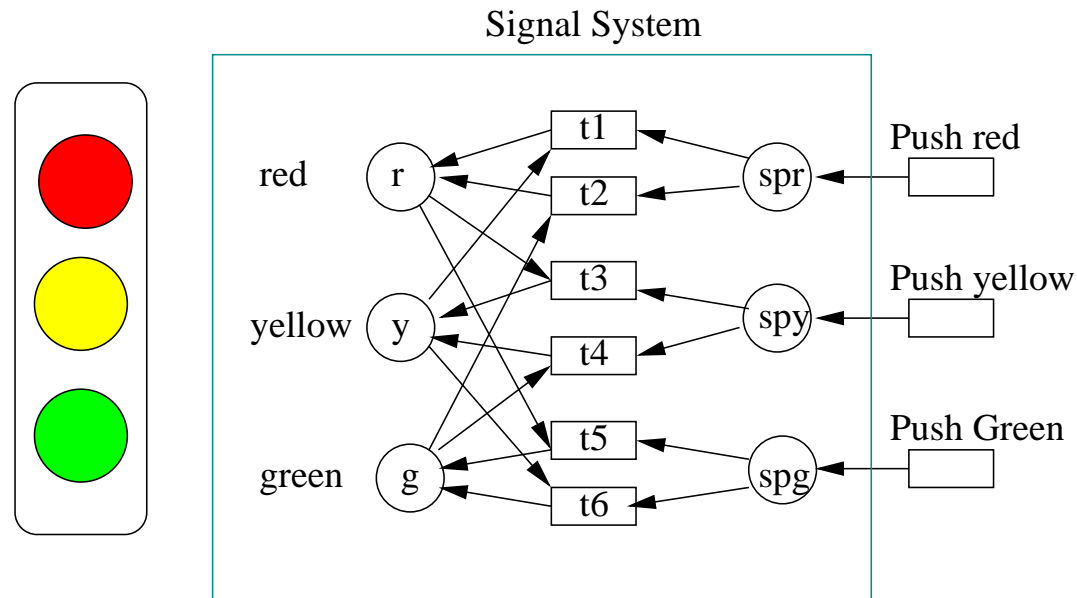 Signal System
t1
Push red
red
r
t2
spr
t3
Push yellow
yellow
y
spy
t4
t5
Push Green
green
g
spg
t6